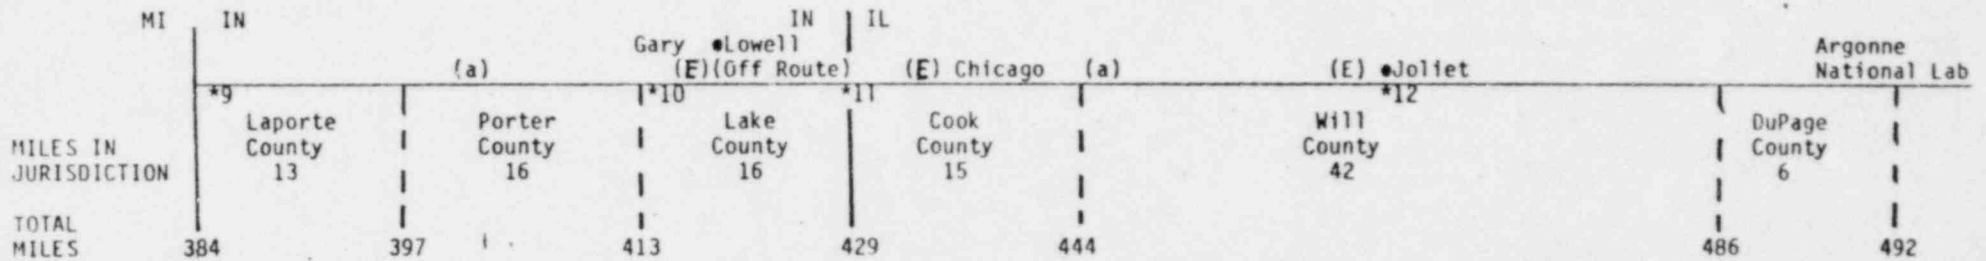 MI IN IN IL
Gary •Lowell Argonne
(a) (E)(Off Route) (E) Chicago (a) (E) •Joliet National Lab
*9 *10 *11 *12
Laporte Porter Lake Cook Will DuPage
MILES IN County County County County County County
JURISDICTION 13 16 16 15 42 6
TOTAL
MILES 384 397 413 429 444 486 492